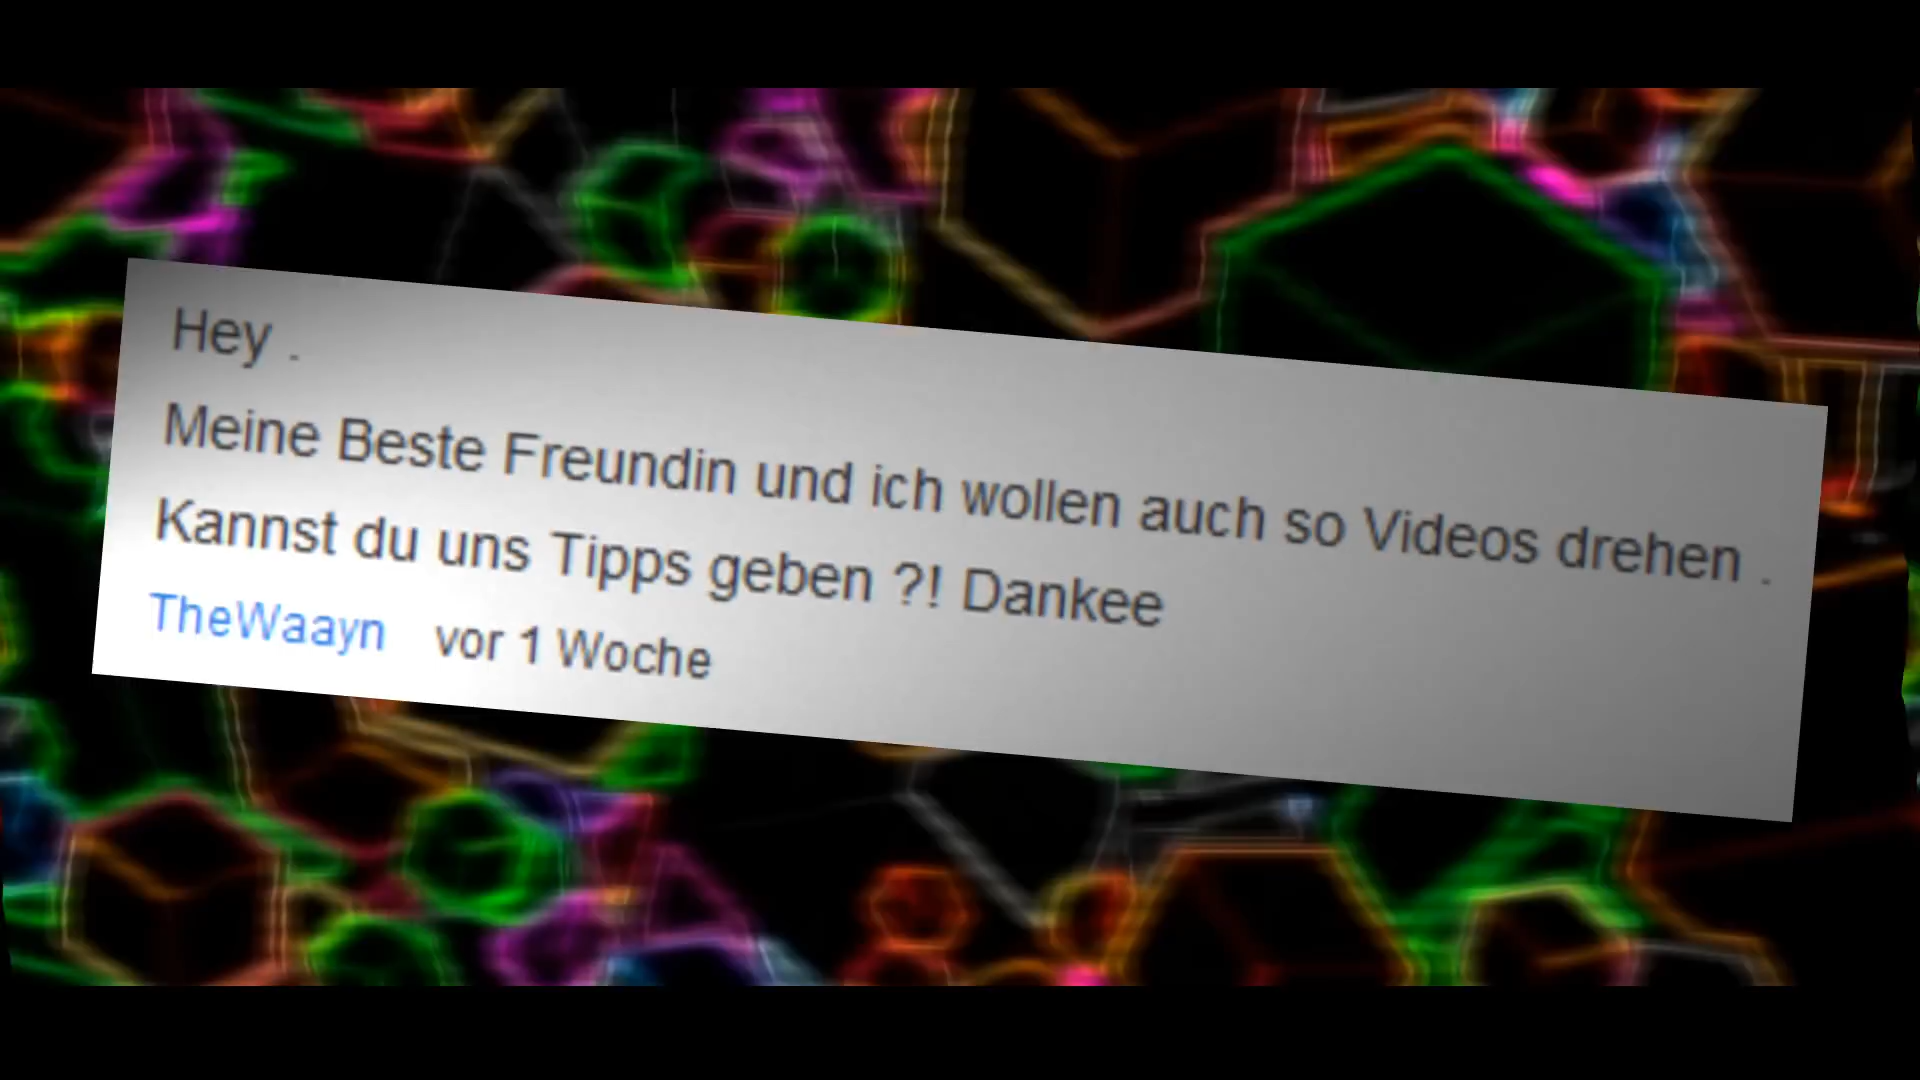 Hey .
Meine Beste Freundin und ich wollen auch so Videos drehen .
Kannst du uns Tipps geben ?! Dankee
TheWaayn vor 1 Woche